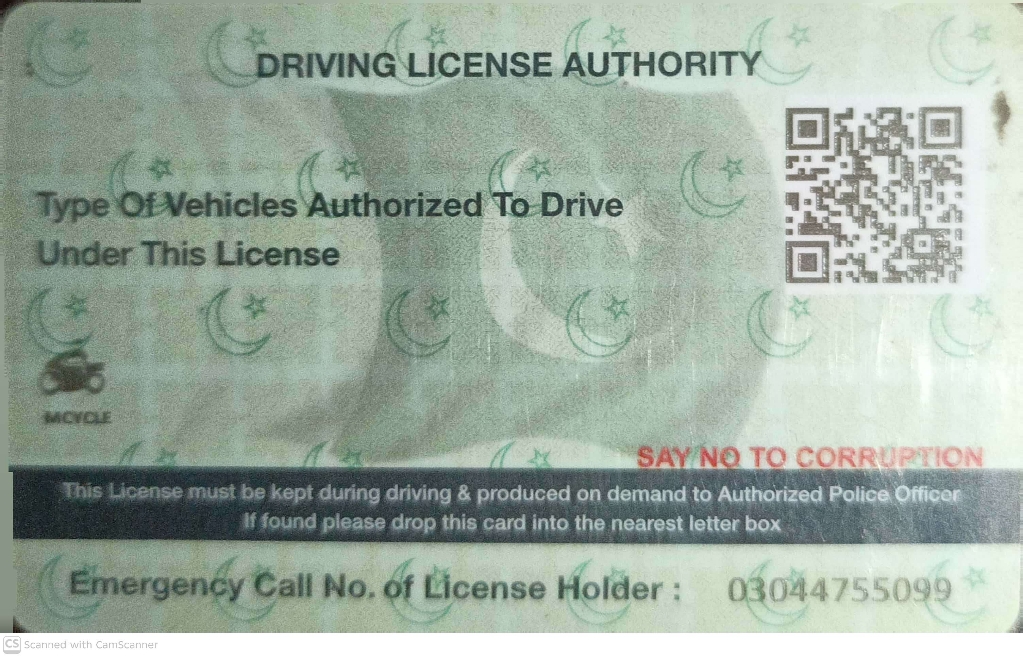 DRIVING LICENSE AUTHORITY
Type Of Vehicles Authorized To Drive
Under This License
MCYCLE
SAY NO TO CORRUPTION
This License must be kept during driving & produced on demand to Authorized Police Officer
If found please drop this card into the nearest letter box
Emergency Call No. of License Holder : 03044755099
CS Scanned with CamScanner